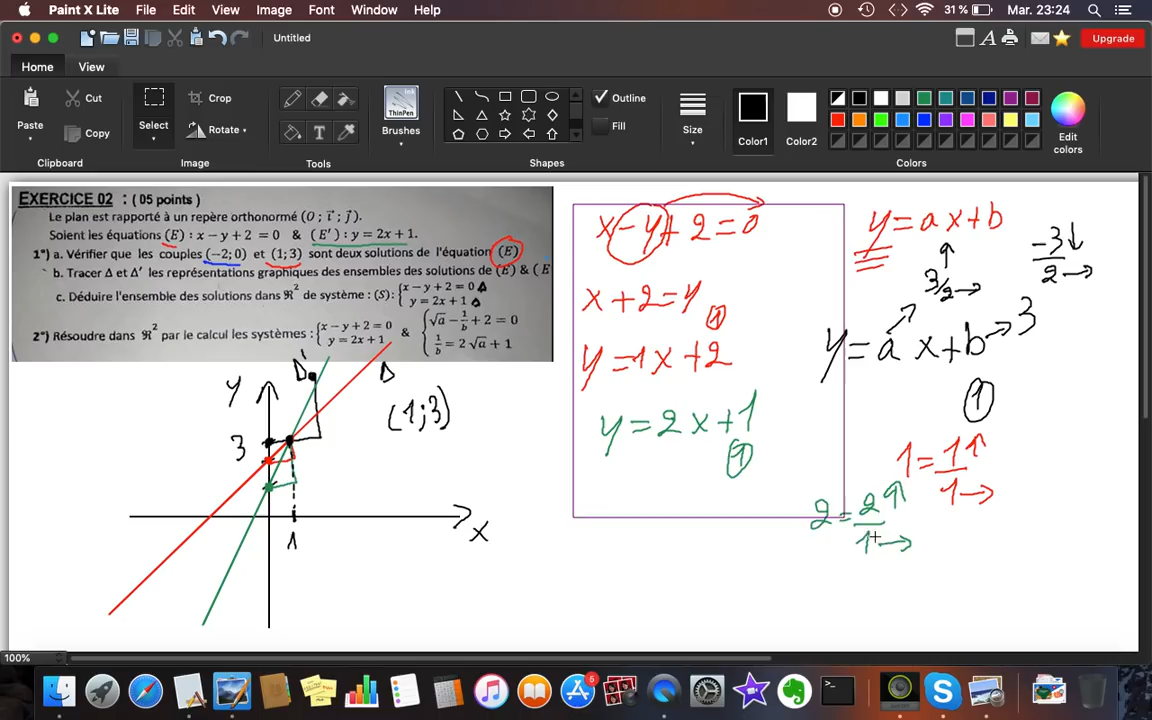 Paint X Lite File Edit View Image Font Window Help 31 % Mar. 23:24
Untitled Upgrade
Home View
Paste Cut Copy Select Crop Rotate Brushes Outline Fill Size Color1 Color2 Edit colors
Ink
ThinPen
Clipboard Image Tools Shapes Colors
EXERCICE 02 : ( 05 points )
Le plan est rapporté à un repère orthonormé (O ; i⃗ ; j⃗).
Soient les équations (E) : x − y + 2 = 0 & (E') : y = 2x + 1.
1°) a. Vérifier que les couples (−2; 0) et (1; 3) sont deux solutions de l'équation (E)
b. Tracer Δ et Δ' les représentations graphiques des ensembles des solutions de (E) & (E
c. Déduire l'ensemble des solutions dans ℜ² de système : (S): {x − y + 2 = 0 Δ
y = 2x + 1 Δ
2°) Résoudre dans ℜ² par le calcul les systèmes : {x − y + 2 = 0 & {√a − 1/b + 2 = 0
y = 2x + 1 1/b = 2√a + 1
Δ' Δ
y
(1;3)
3
x
1
x − y + 2 = 0
x + 2 = y
①
y = 1x + 2
y = 2x + 1
①
y = ax + b
3/2 →
-3↓/2→
y = a x + b → 3
①
1 = 1↑/1→
2 = 2↑/1→
100%
6